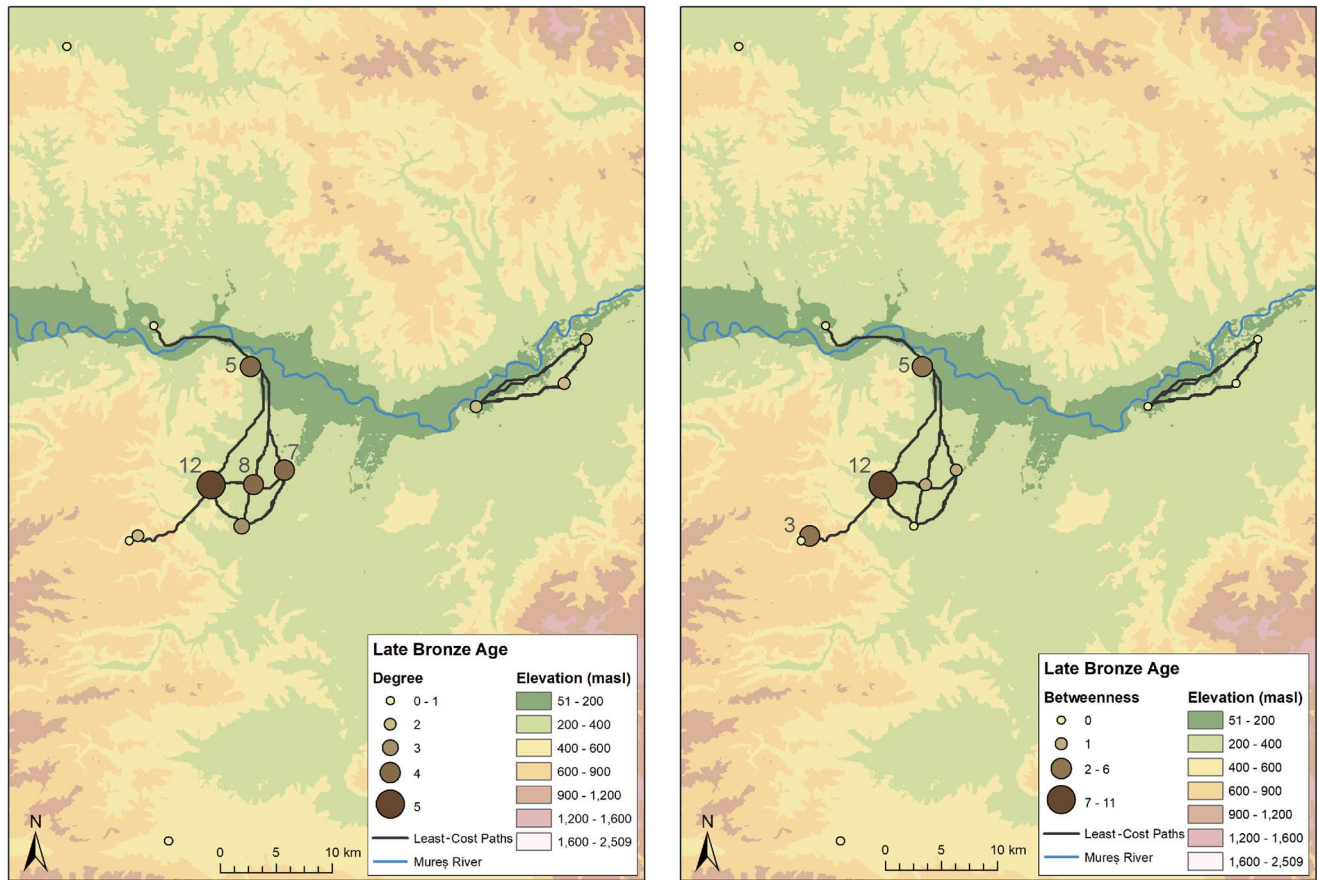 5
12
8
7
Late Bronze Age
Degree
0 - 1
2
3
4
5
Least-Cost Paths
Mureș River
Elevation (masl)
51 - 200
200 - 400
400 - 600
600 - 900
900 - 1,200
1,200 - 1,600
1,600 - 2,509
N
0 5 10 km
5
12
3
Late Bronze Age
Betweenness
0
1
2 - 6
7 - 11
Least-Cost Paths
Mureș River
Elevation (masl)
51 - 200
200 - 400
400 - 600
600 - 900
900 - 1,200
1,200 - 1,600
1,600 - 2,509
N
0 5 10 km